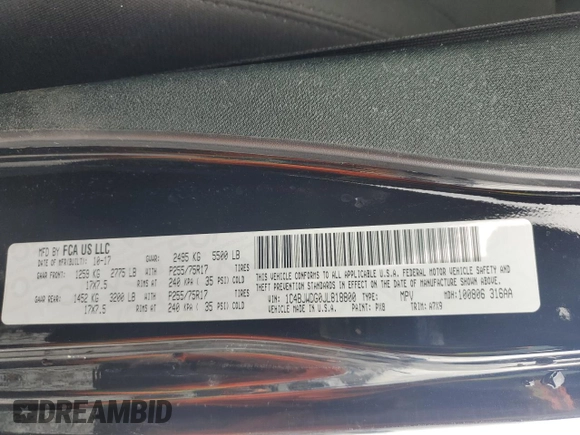 MFD BY FCA US LLC
DATE OF MFR/BUILT: 10-17 GVWR: 2495 KG 5500 LB
GAWR FRONT: 1259 KG 2775 LB WITH P255/75R17 TIRES
17X7.5 RIMS AT 240 KPA ( 35 PSI) COLD
GAWR REAR: 1452 KG 3200 LB WITH P255/75R17 TIRES
17X7.5 RIMS AT 240 KPA ( 35 PSI) COLD
THIS VEHICLE CONFORMS TO ALL APPLICABLE U.S.A. FEDERAL MOTOR VEHICLE SAFETY AND
THEFT PREVENTION STANDARDS IN EFFECT ON THE DATE OF MANUFACTURE SHOWN ABOVE.
VIN: 1C4BJWDG0JL818800 TYPE: MPV MDH: 100806 316AA
VEHICLE MADE IN U.S.A. PAINT: PX8 TRIM: A7X9
DREAMBID